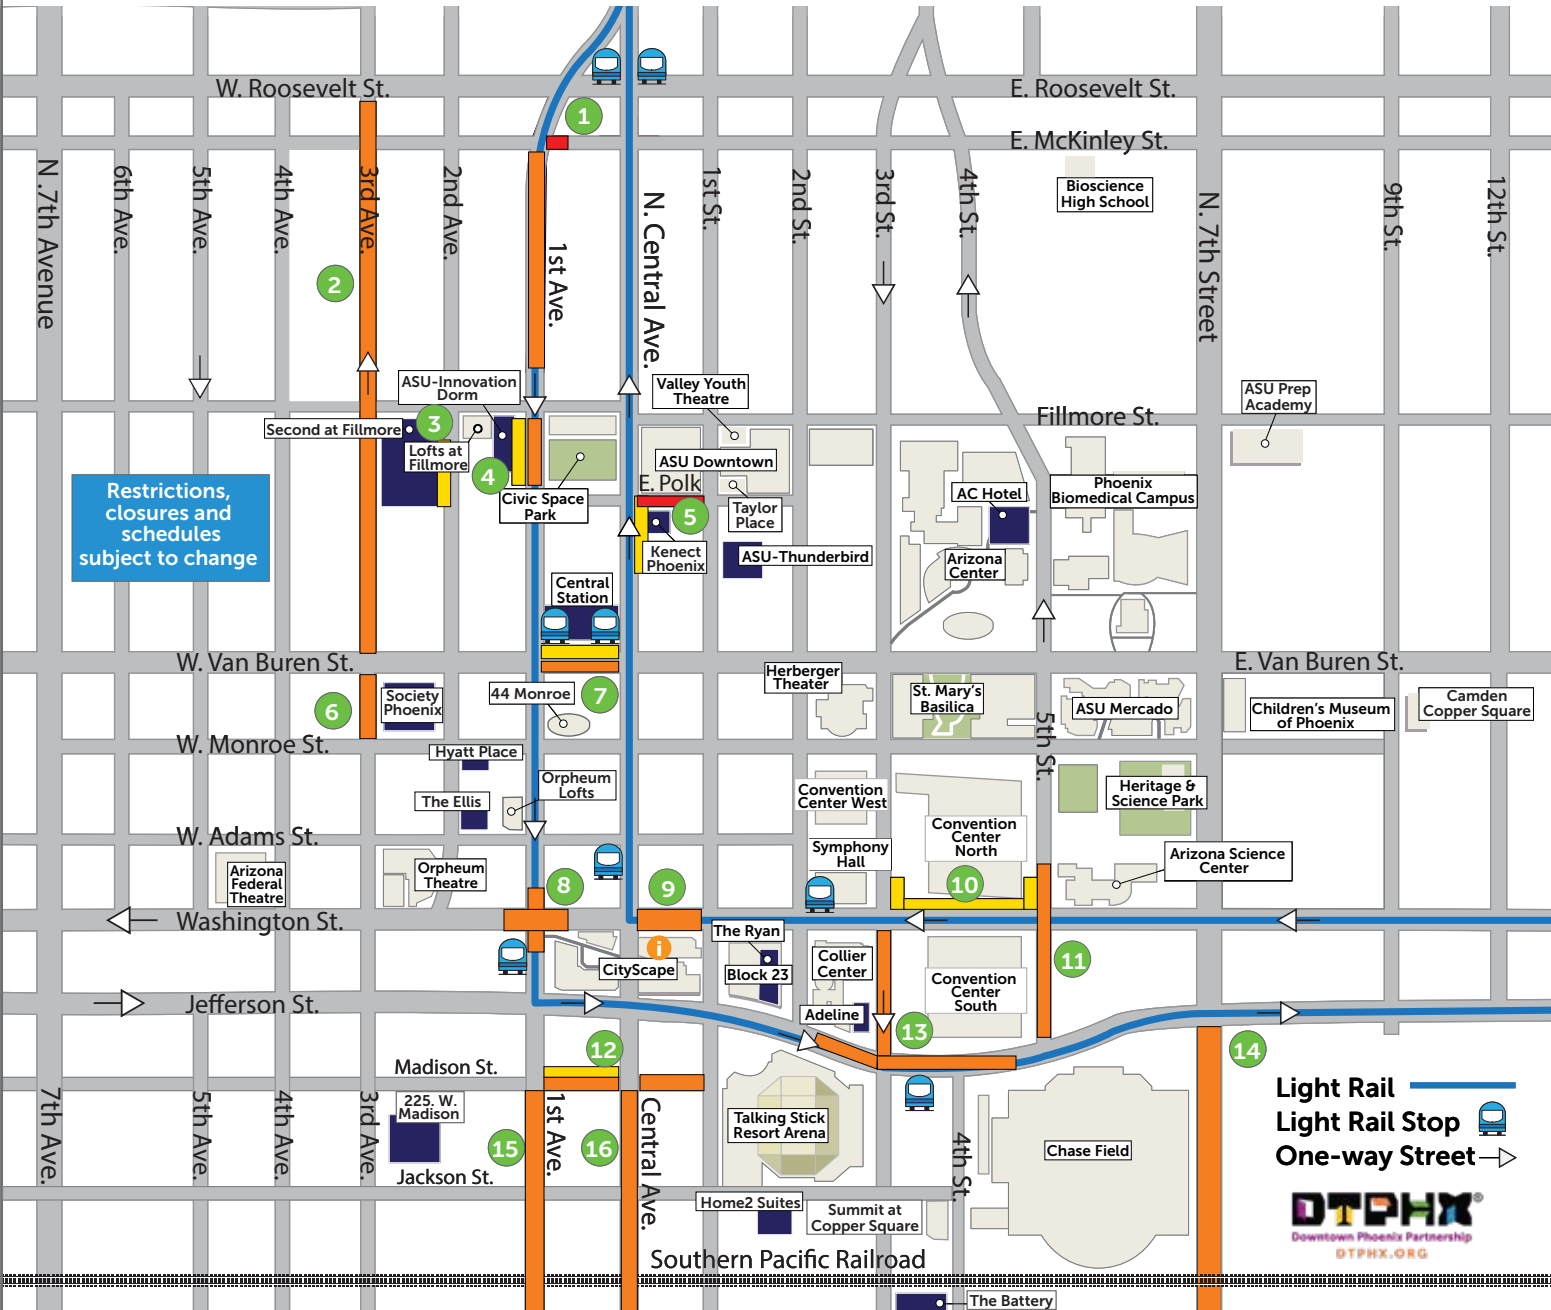 W. Roosevelt St.
E. Roosevelt St.
1
E. McKinley St.
N .7th Avenue
6th Ave.
5th Ave.
4th Ave.
3rd Ave.
2nd Ave.
1st Ave.
N. Central Ave.
1st St.
2nd St.
3rd St.
4th St.
Bioscience
High School
N. 7th Street
9th St.
12th St.
2
ASU-Innovation
Dorm
Valley Youth
Theatre
ASU Prep
Academy
Second at Fillmore
3
Fillmore St.
Lofts at
Fillmore
4
Civic Space
Park
ASU Downtown
E. Polk
Taylor
Place
5
Kenect
Phoenix
ASU-Thunderbird
AC Hotel
Arizona
Center
Phoenix
Biomedical Campus
Restrictions,
closures and
schedules
subject to change
Central
Station
W. Van Buren St.
E. Van Buren St.
6
Society
Phoenix
44 Monroe
7
Herberger
Theater
St. Mary's
Basilica
5th St.
ASU Mercado
Children's Museum
of Phoenix
Camden
Copper Square
W. Monroe St.
Hyatt Place
The Ellis
Orpheum
Lofts
Convention
Center West
Heritage &
Science Park
W. Adams St.
Convention
Center
North
Symphony
Hall
Arizona Science
Center
Arizona
Federal
Theatre
Orpheum
Theatre
8
9
10
Washington St.
The Ryan
i
CityScape
Block 23
Collier
Center
Convention
Center
South
11
Adeline
Jefferson St.
12
13
14
Madison St.
225. W.
Madison
7th Ave.
5th Ave.
4th Ave.
3rd Ave.
15
1st Ave.
16
Central Ave.
Talking Stick
Resort Arena
4th St.
Chase Field
Jackson St.
Home2 Suites
Summit at
Copper Square
Southern Pacific Railroad
The Battery
Light Rail
Light Rail Stop
One-way Street
DTPHX®
Downtown Phoenix Partnership
DTPHX.ORG